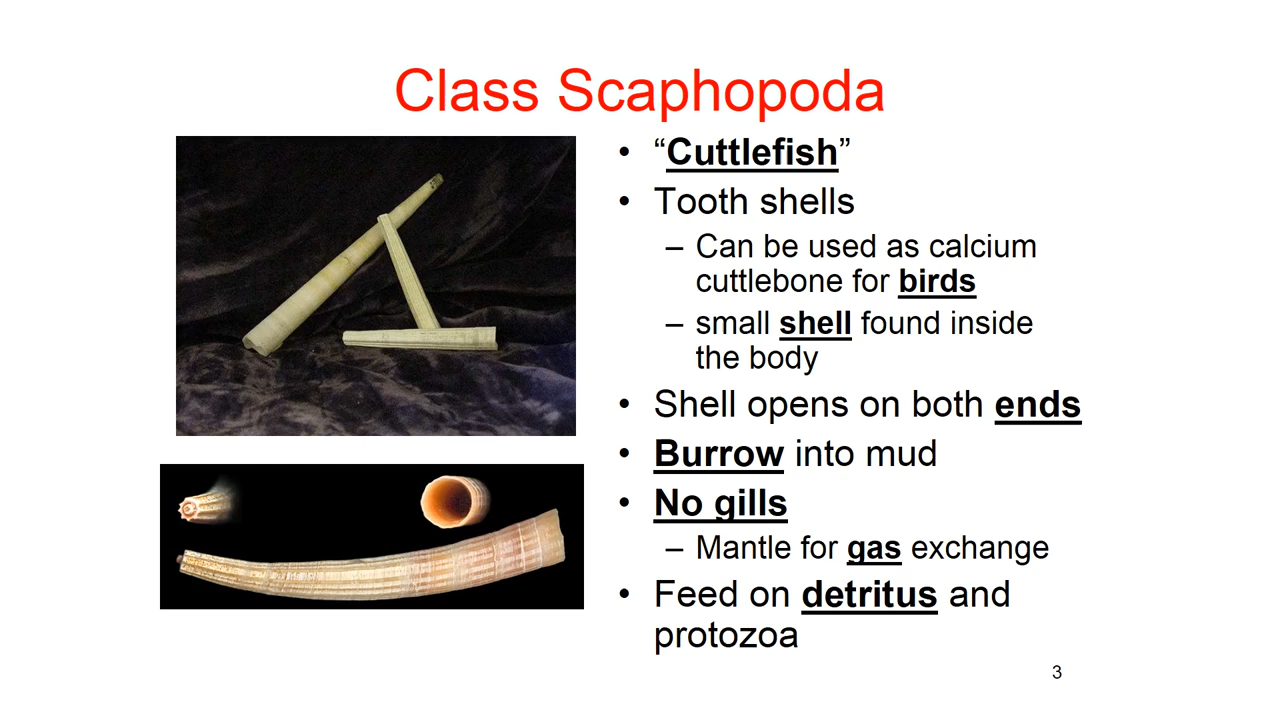 Class Scaphopoda
• “Cuttlefish”
• Tooth shells
– Can be used as calcium
cuttlebone for birds
– small shell found inside
the body
• Shell opens on both ends
• Burrow into mud
• No gills
– Mantle for gas exchange
• Feed on detritus and
protozoa
3